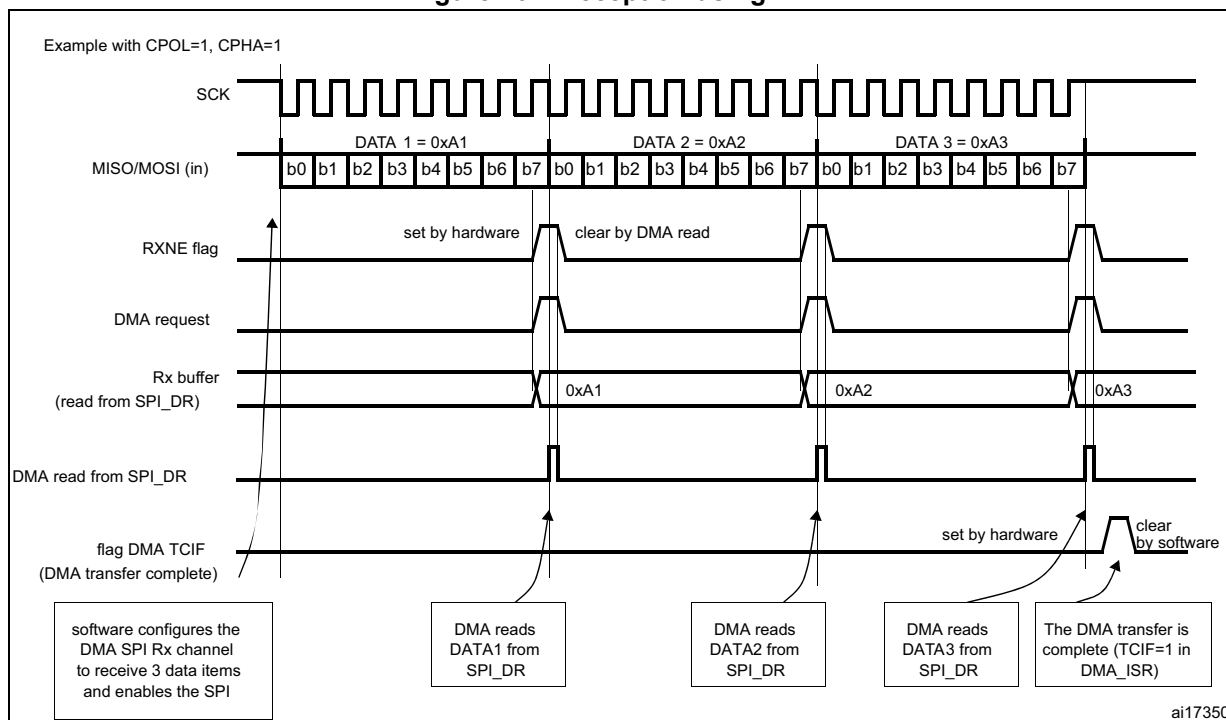 Example with CPOL=1, CPHA=1
SCK
DATA 1 = 0xA1
DATA 2 = 0xA2
DATA 3 = 0xA3
MISO/MOSI (in)
b0 b1 b2 b3 b4 b5 b6 b7 b0 b1 b2 b3 b4 b5 b6 b7 b0 b1 b2 b3 b4 b5 b6 b7
RXNE flag
set by hardware
clear by DMA read
DMA request
Rx buffer
(read from SPI_DR)
0xA1
0xA2
0xA3
DMA read from SPI_DR
flag DMA TCIF
(DMA transfer complete)
set by hardware
clear
by software
software configures the
DMA SPI Rx channel
to receive 3 data items
and enables the SPI
DMA reads
DATA1 from
SPI_DR
DMA reads
DATA2 from
SPI_DR
DMA reads
DATA3 from
SPI_DR
The DMA transfer is
complete (TCIF=1 in
DMA_ISR)
ai17350